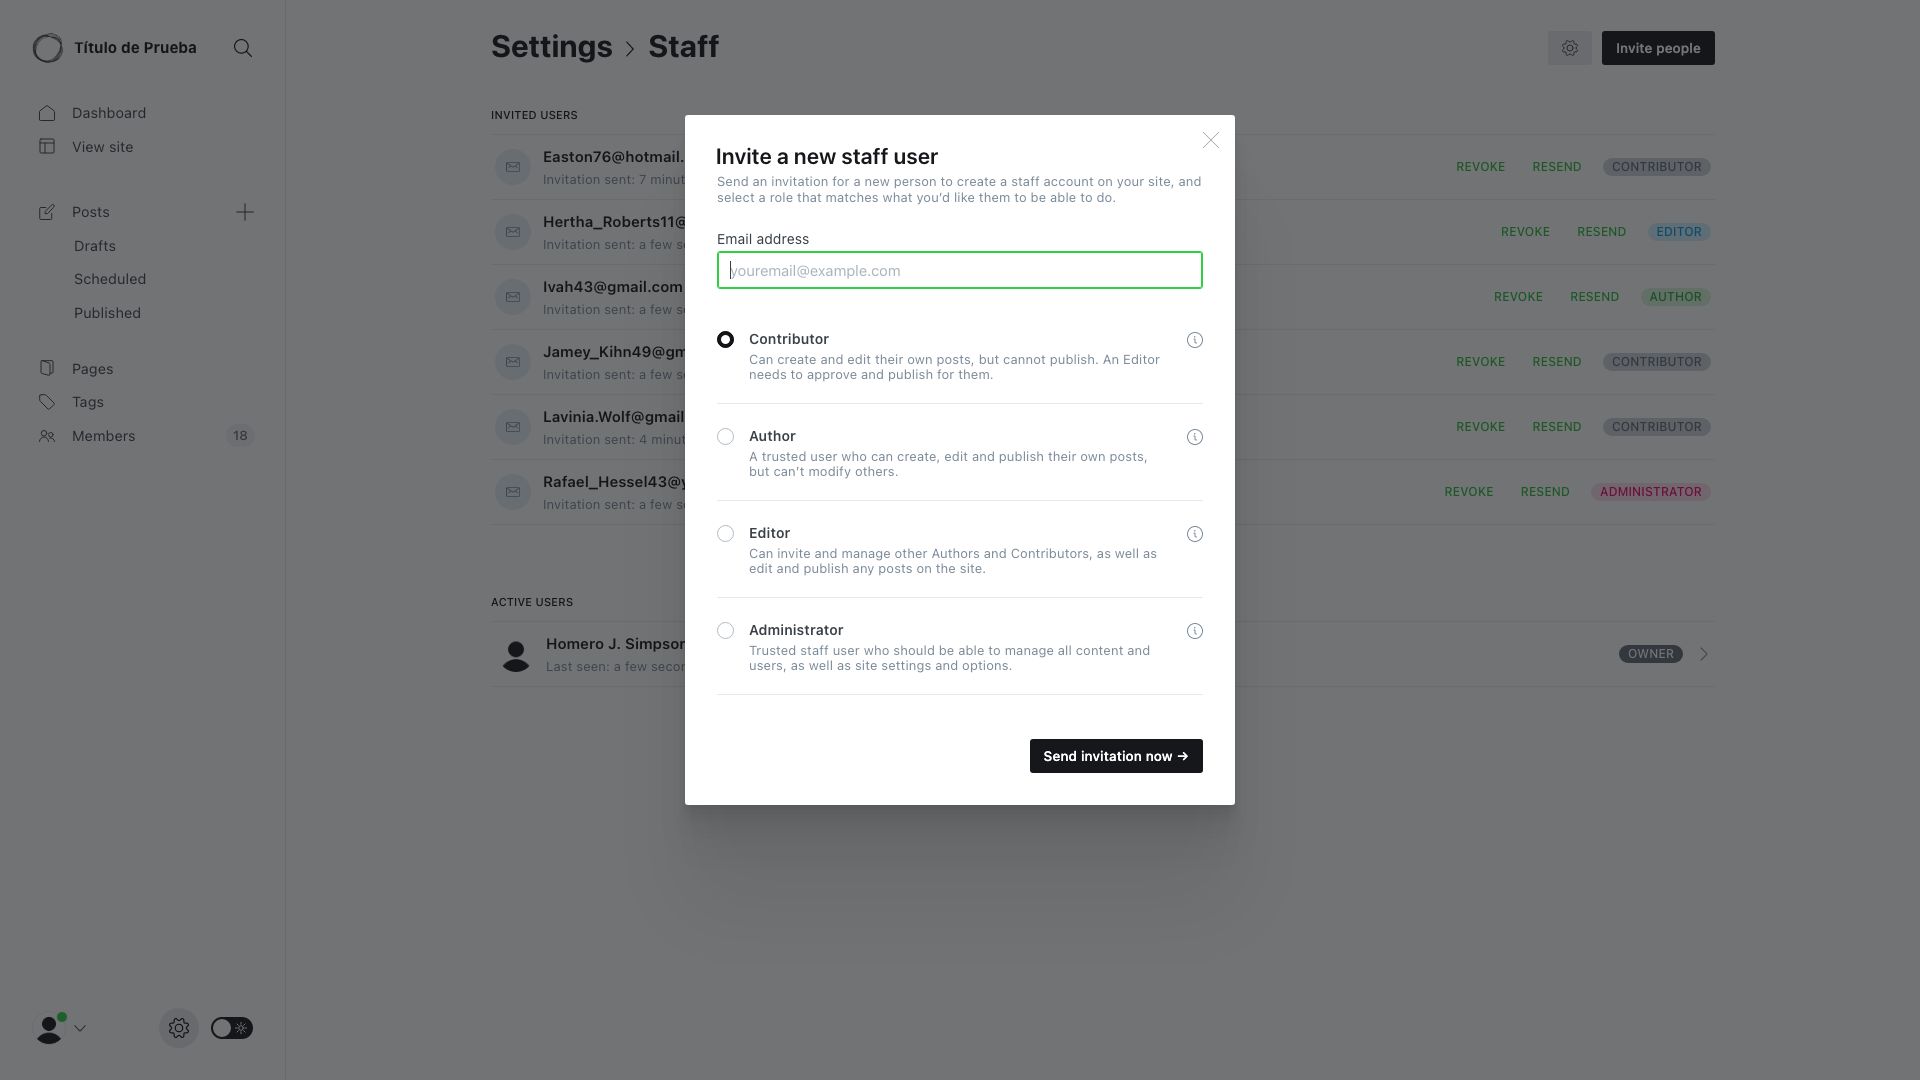 Título de Prueba
Dashboard
View site
Posts
Drafts
Scheduled
Published
Pages
Tags
Members
18
Settings
Staff
Invite people
INVITED USERS
Easton76@hotmail.
Invitation sent: 7 minut
REVOKE RESEND CONTRIBUTOR
Hertha_Roberts11@
Invitation sent: a few se
REVOKE RESEND EDITOR
Ivah43@gmail.com
Invitation sent: a few se
REVOKE RESEND AUTHOR
Jamey_Kihn49@gm
Invitation sent: a few se
REVOKE RESEND CONTRIBUTOR
Lavinia.Wolf@gmail
Invitation sent: 4 minut
REVOKE RESEND CONTRIBUTOR
Rafael_Hessel43@y
Invitation sent: a few se
REVOKE RESEND ADMINISTRATOR
ACTIVE USERS
Homero J. Simpson
Last seen: a few secon
OWNER
Invite a new staff user
Send an invitation for a new person to create a staff account on your site, and
select a role that matches what you'd like them to be able to do.
Email address
youremail@example.com
Contributor
Can create and edit their own posts, but cannot publish. An Editor
needs to approve and publish for them.
Author
A trusted user who can create, edit and publish their own posts,
but can't modify others.
Editor
Can invite and manage other Authors and Contributors, as well as
edit and publish any posts on the site.
Administrator
Trusted staff user who should be able to manage all content and
users, as well as site settings and options.
Send invitation now →